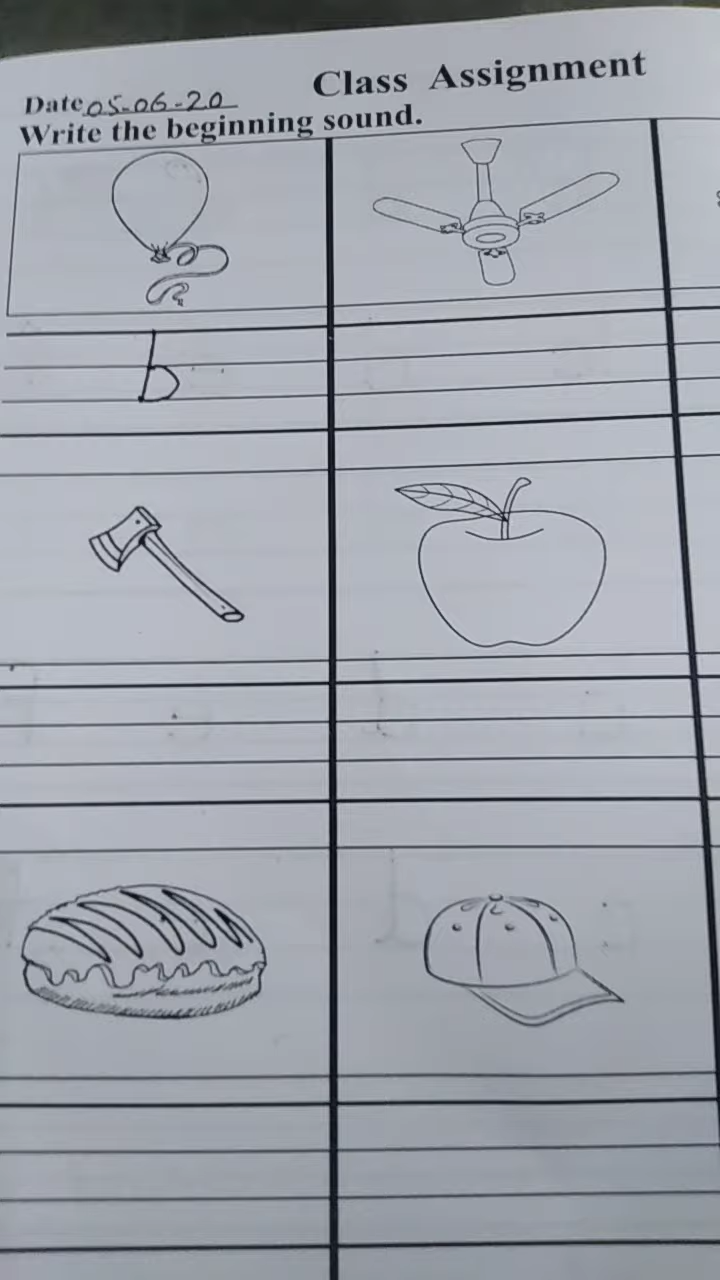 Class Assignment
Date 05-06-20
Write the beginning sound.
b